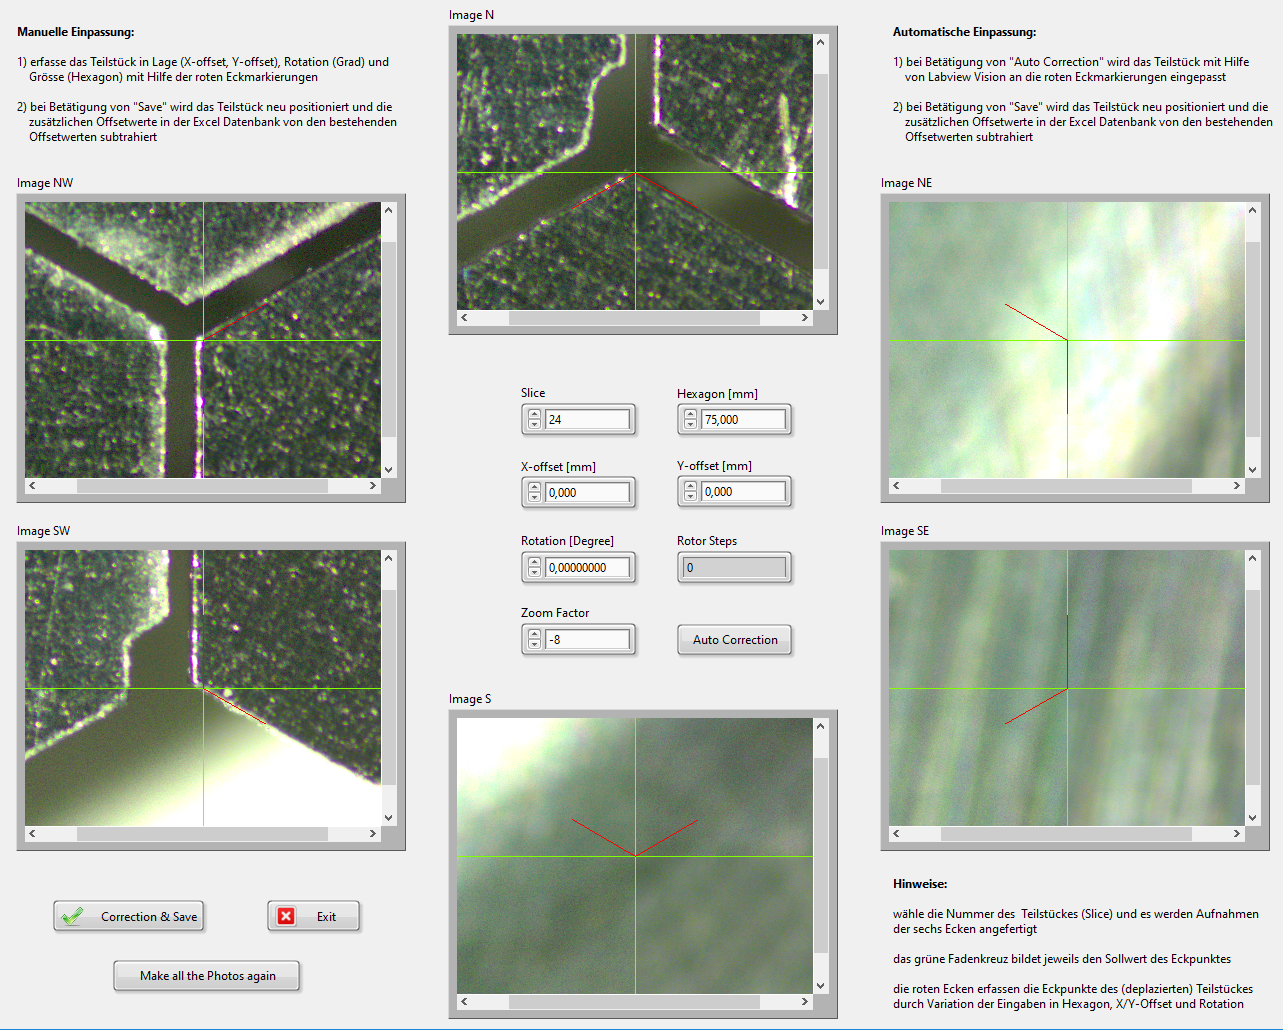 Manuelle Einpassung:
1) erfasse das Teilstück in Lage (X-offset, Y-offset), Rotation (Grad) und
Grösse (Hexagon) mit Hilfe der roten Eckmarkierungen
2) bei Betätigung von "Save" wird das Teilstück neu positioniert und die
zusätzlichen Offsetwerte in der Excel Datenbank von den bestehenden
Offsetwerten subtrahiert
Image N
Automatische Einpassung:
1) bei Betätigung von "Auto Correction" wird das Teilstück mit Hilfe
von Labview Vision an die roten Eckmarkierungen eingepasst
2) bei Betätigung von "Save" wird das Teilstück neu positioniert und die
zusätzlichen Offsetwerte in der Excel Datenbank von den bestehenden
Offsetwerten subtrahiert
Image NW
Image NE
Slice
24
Hexagon [mm]
75,000
X-offset [mm]
0,000
Y-offset [mm]
0,000
Rotation [Degree]
0,00000000
Rotor Steps
0
Zoom Factor
-8
Auto Correction
Image SW
Image SE
Image S
Correction & Save
Exit
Make all the Photos again
Hinweise:
wähle die Nummer des Teilstückes (Slice) und es werden Aufnahmen
der sechs Ecken angefertigt
das grüne Fadenkreuz bildet jeweils den Sollwert des Eckpunktes
die roten Ecken erfassen die Eckpunkte des (deplazierten) Teilstückes
durch Variation der Eingaben in Hexagon, X/Y-Offset und Rotation